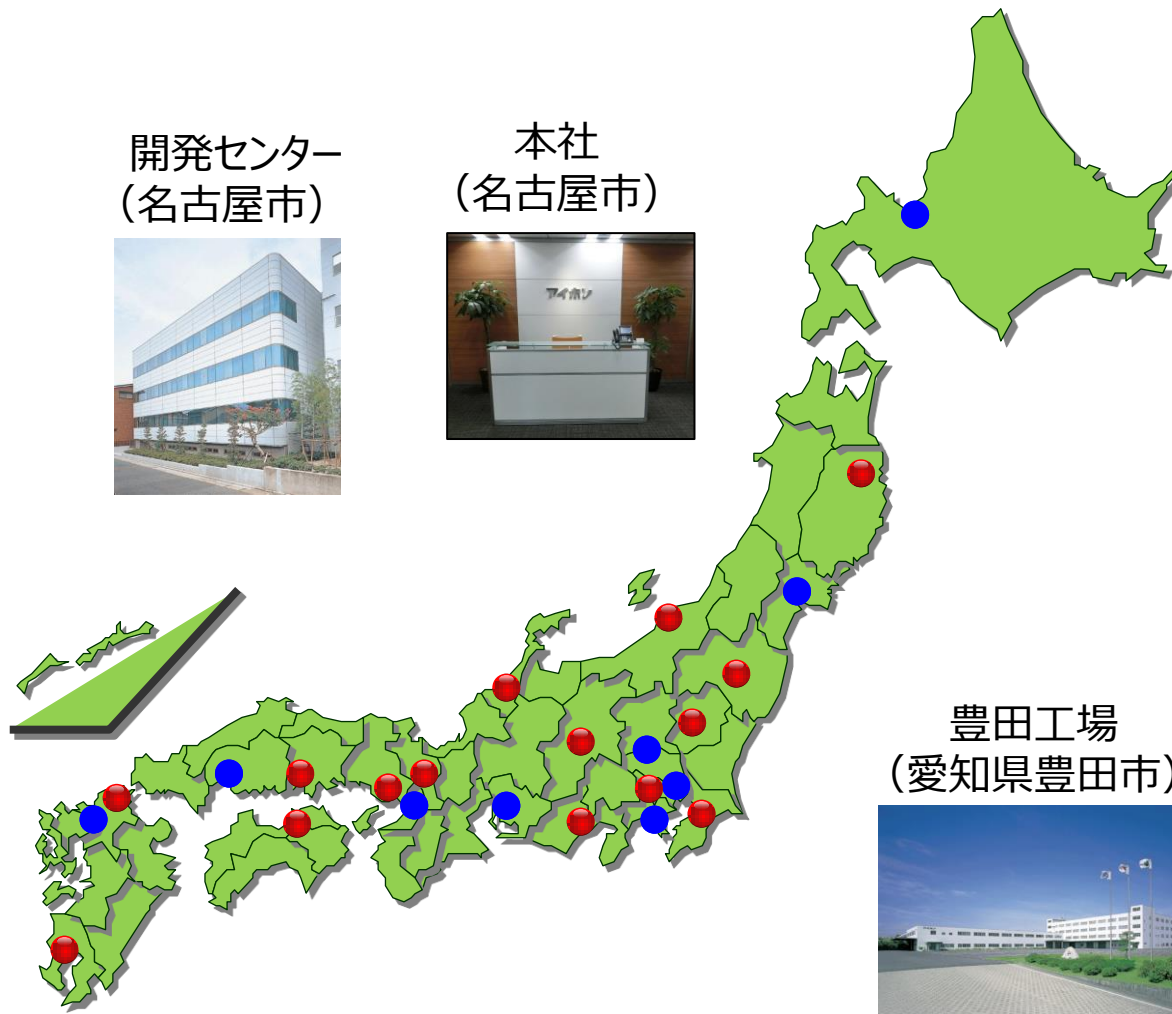 開発センター
（名古屋市）
本社
（名古屋市）
アイホン
豊田工場
（愛知県豊田市）